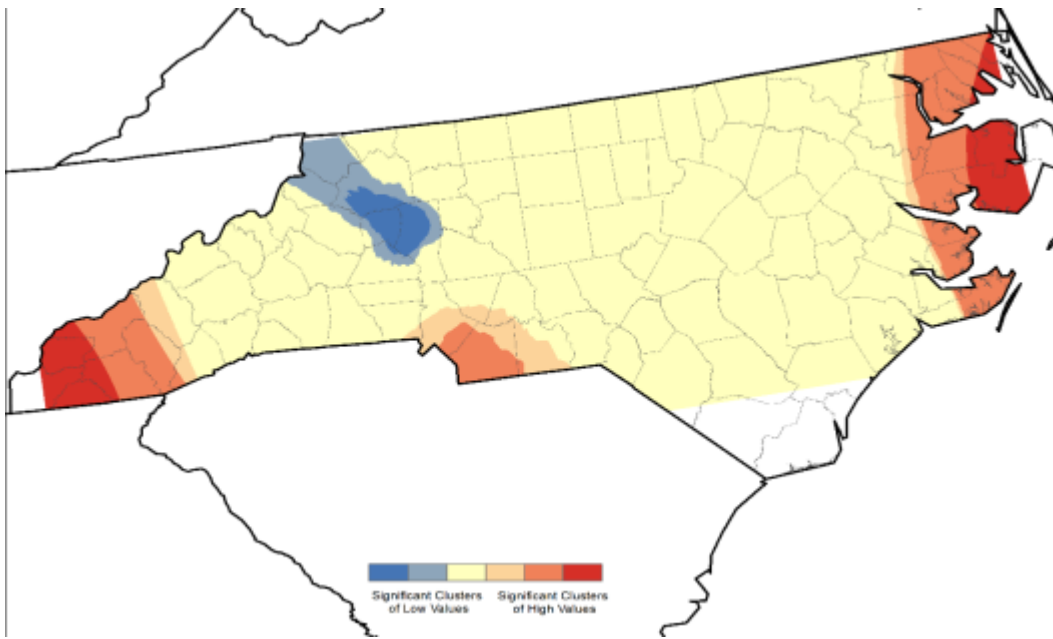 Significant Clusters
of Low Values
Significant Clusters
of High Values